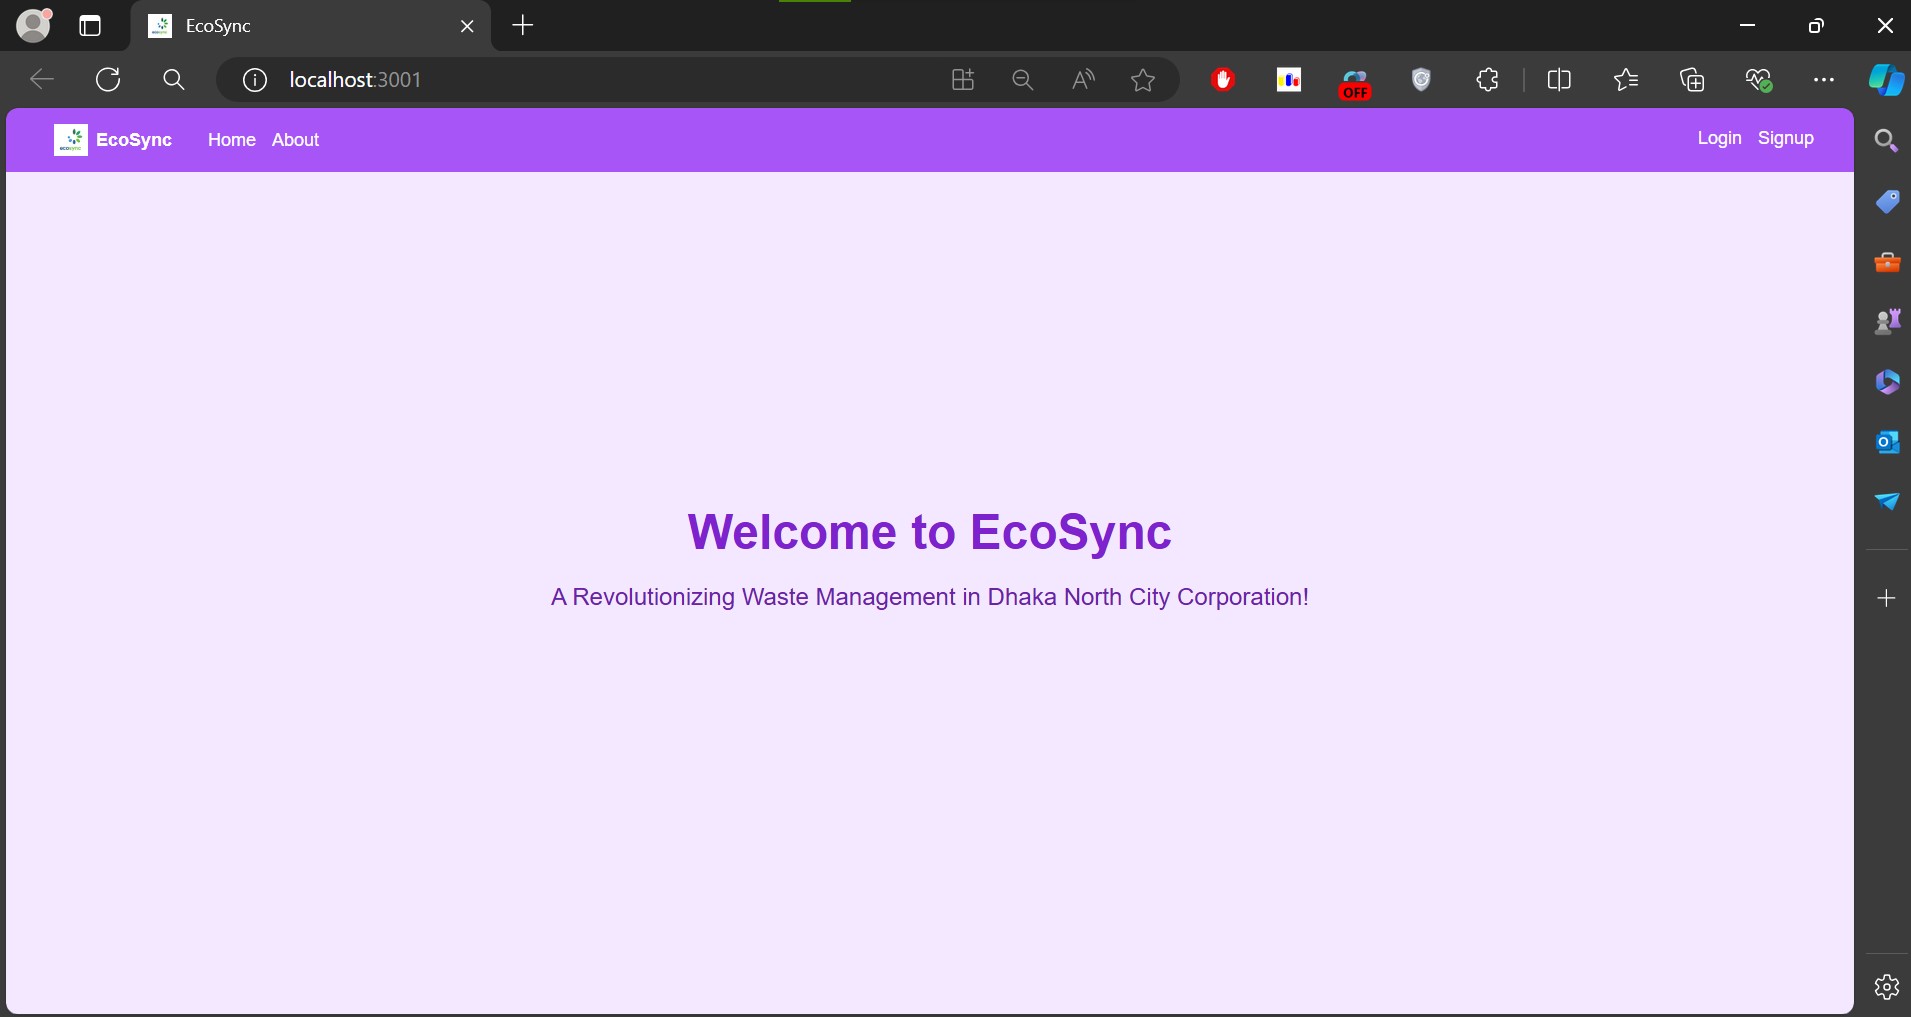 EcoSync
localhost:3001
OFF
ecosync
EcoSync
Home
About
Login
Signup
Welcome to EcoSync
A Revolutionizing Waste Management in Dhaka North City Corporation!